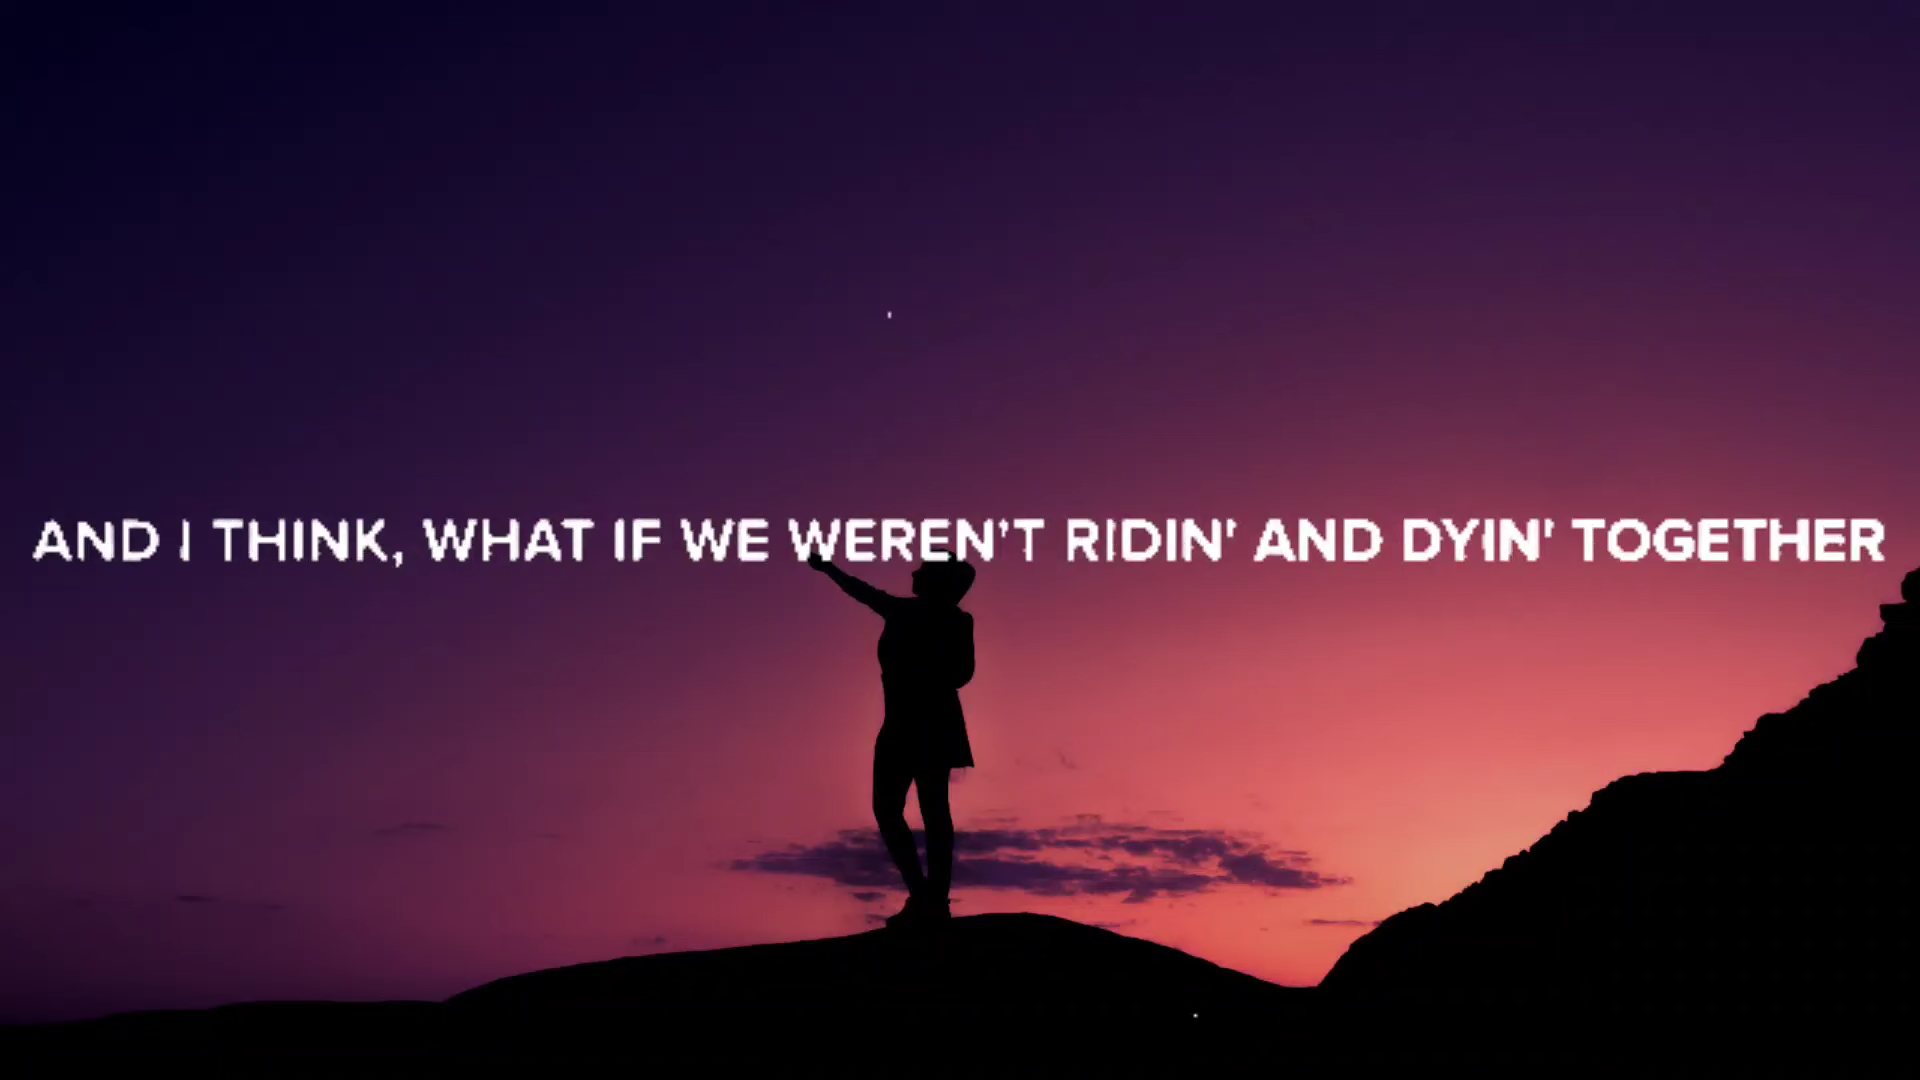 AND I THINK, WHAT IF WE WEREN'T RIDIN' AND DYIN' TOGETHER